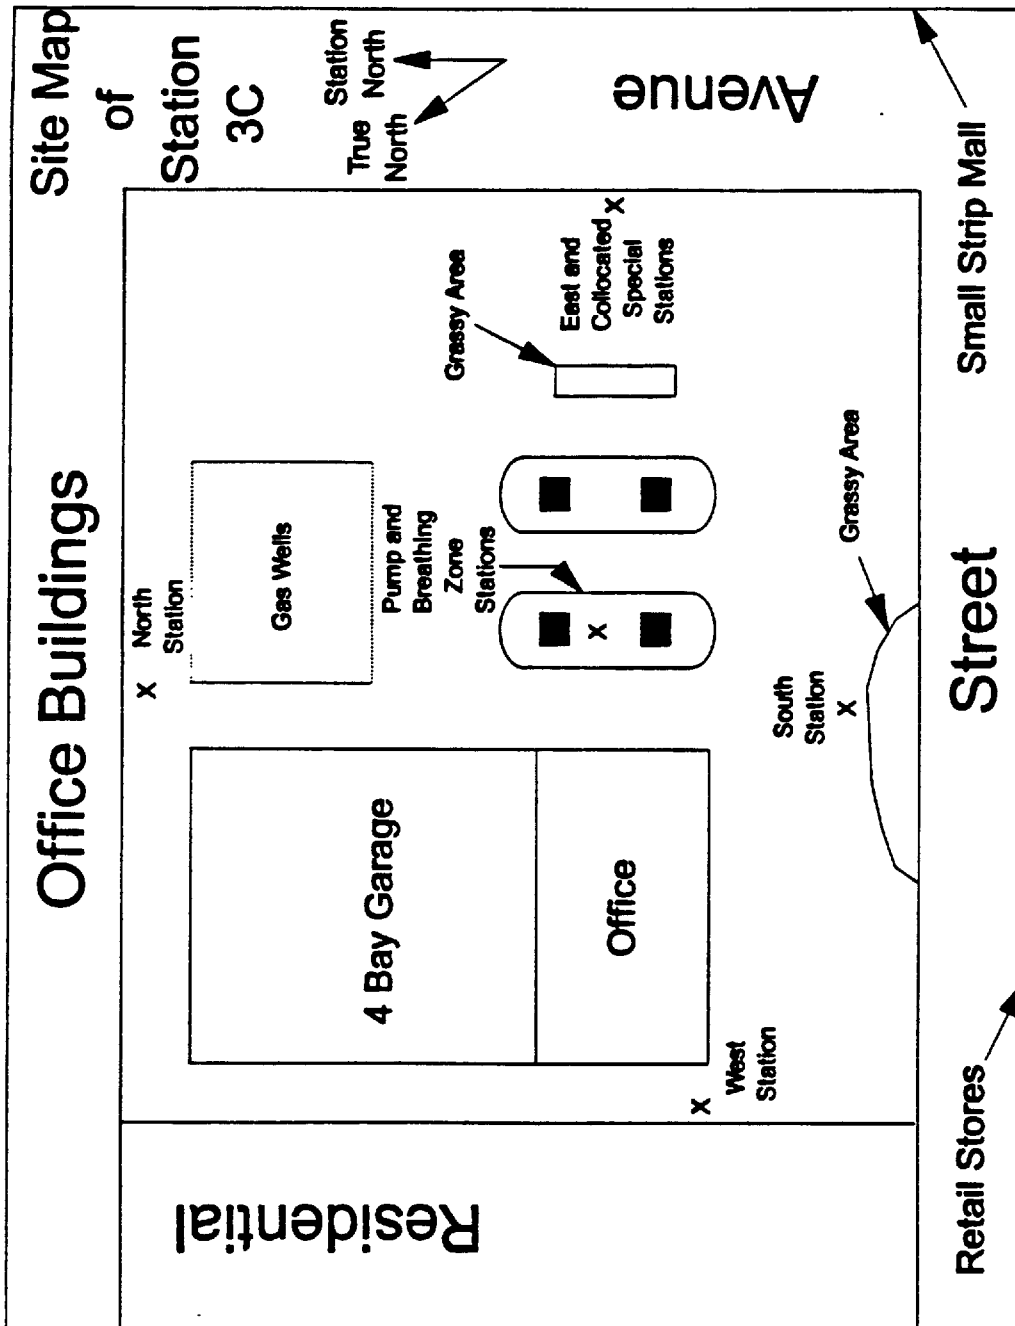 Site Map
of
Station
3C
True
North
Station
North
Office Buildings
North
Station
Gas Wells
Grassy Area
Avenue
East and
Collocated
Special
Stations
X
X
Pump and
Breathing
Zone
Stations
X
4 Bay Garage
Office
South
Station
X
Grassy Area
West
Station
X
Residential
Retail Stores
Street
Small Strip Mall